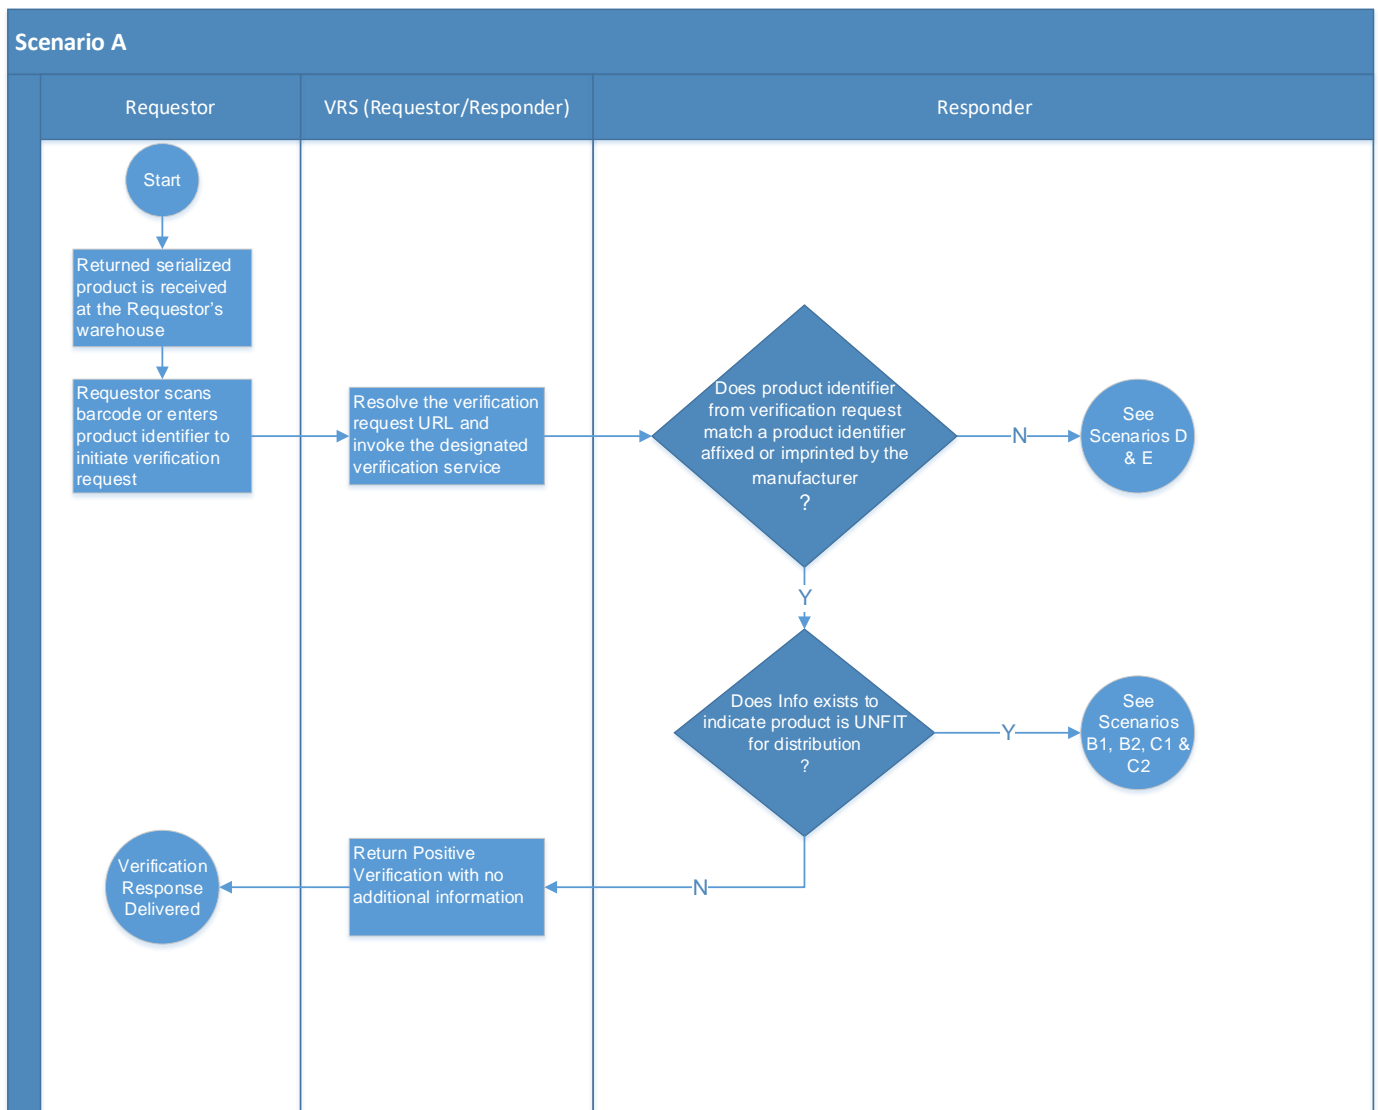 Scenario A
Requestor
VRS (Requestor/Responder)
Responder
Start
Returned serialized
product is received
at the Requestor’s
warehouse
Requestor scans
barcode or enters
product identifier to
initiate verification
request
Resolve the verification
request URL and
invoke the designated
verification service
Does product identifier
from verification request
match a product identifier
affixed or imprinted by the
manufacturer
?
N
See
Scenarios D
& E
Y
Does Info exists to
indicate product is UNFIT
for distribution
?
Y
See
Scenarios
B1, B2, C1 &
C2
N
Return Positive
Verification with no
additional information
Verification
Response
Delivered